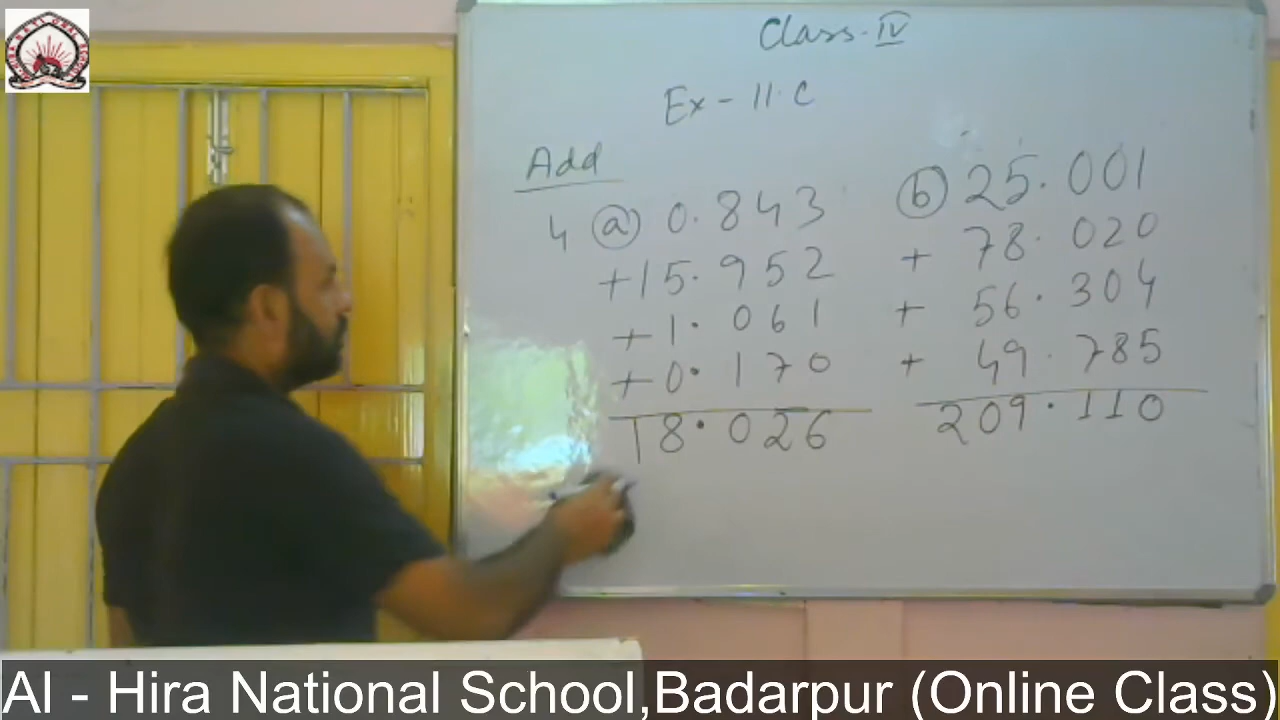 Class-IV
Ex-11.C
Add
4 (a) 0.843
+15.952
+1.061
+0.170
18.026
(b) 25.001
+ 78.020
+ 56.304
+ 49.785
209.110
Al - Hira National School,Badarpur (Online Class)